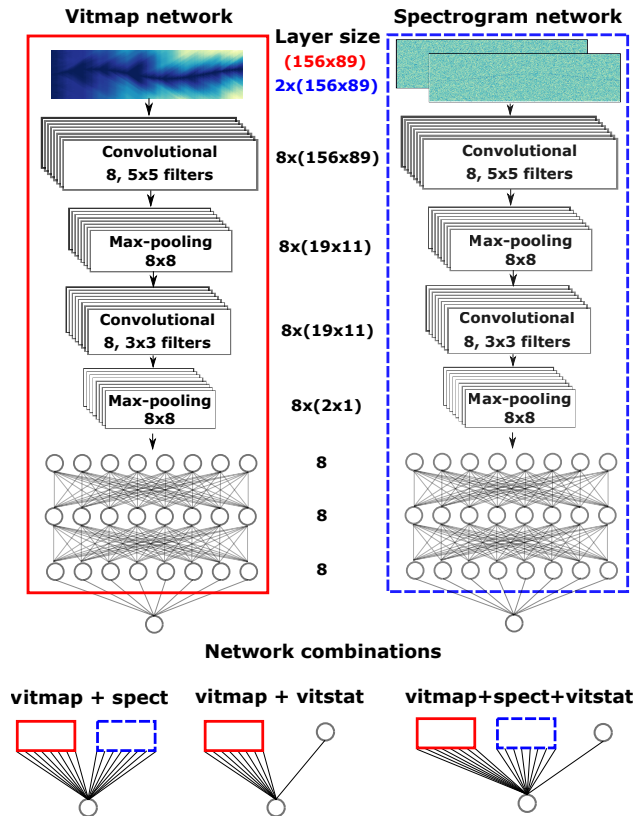 Vitmap network
Spectrogram network
Layer size
(156x89)
2x(156x89)
Convolutional
8, 5x5 filters
8x(156x89)
Convolutional
8, 5x5 filters
Max-pooling
8x8
8x(19x11)
Max-pooling
8x8
Convolutional
8, 3x3 filters
8x(19x11)
Convolutional
8, 3x3 filters
Max-pooling
8x8
8x(2x1)
Max-pooling
8x8
8
8
8
Network combinations
vitmap + spect
vitmap + vitstat
vitmap+spect+vitstat